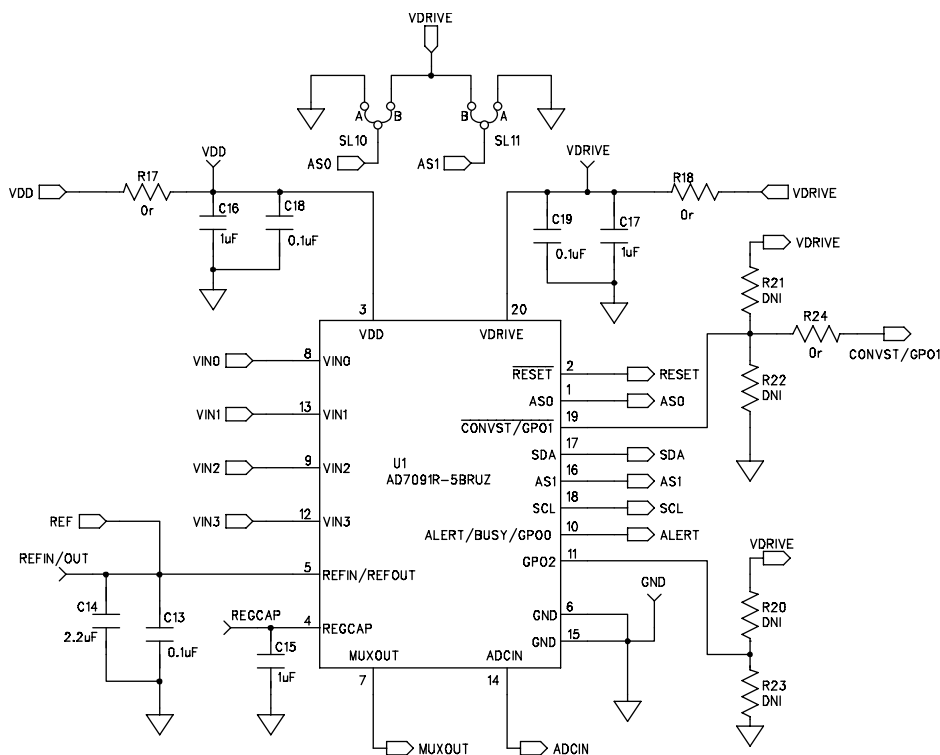 VDRIVE
A B B A
SL10 SL11
AS0 AS1
VDD VDRIVE
VDD R17 C16 C18 C19 C17 R18 VDRIVE
0r 1uF 0.1uF 0.1uF 1uF 0r
VDRIVE
R21
DNI
3 20 R24
VDD VDRIVE
0r CONVST/GPO1
VIN0 8 VIN0
RESET 2 RESET
R22
DNI
AS0 1 AS0
VIN1 13 VIN1
CONVST/GPO1 19
SDA 17 SDA
U1
AD7091R-5BRUZ
VIN2 9 VIN2
AS1 16 AS1
SCL 18 SCL
REF VIN3 12 VIN3
ALERT/BUSY/GPO0 10 ALERT
REFIN/OUT
GPO2 11
VDRIVE
5 REFIN/REFOUT
GND
C14 C13
2.2uF 0.1uF
REGCAP 4 REGCAP
GND 6
GND 15
R20
DNI
C15
1uF
MUXOUT ADCIN
7 14
R23
DNI
MUXOUT ADCIN